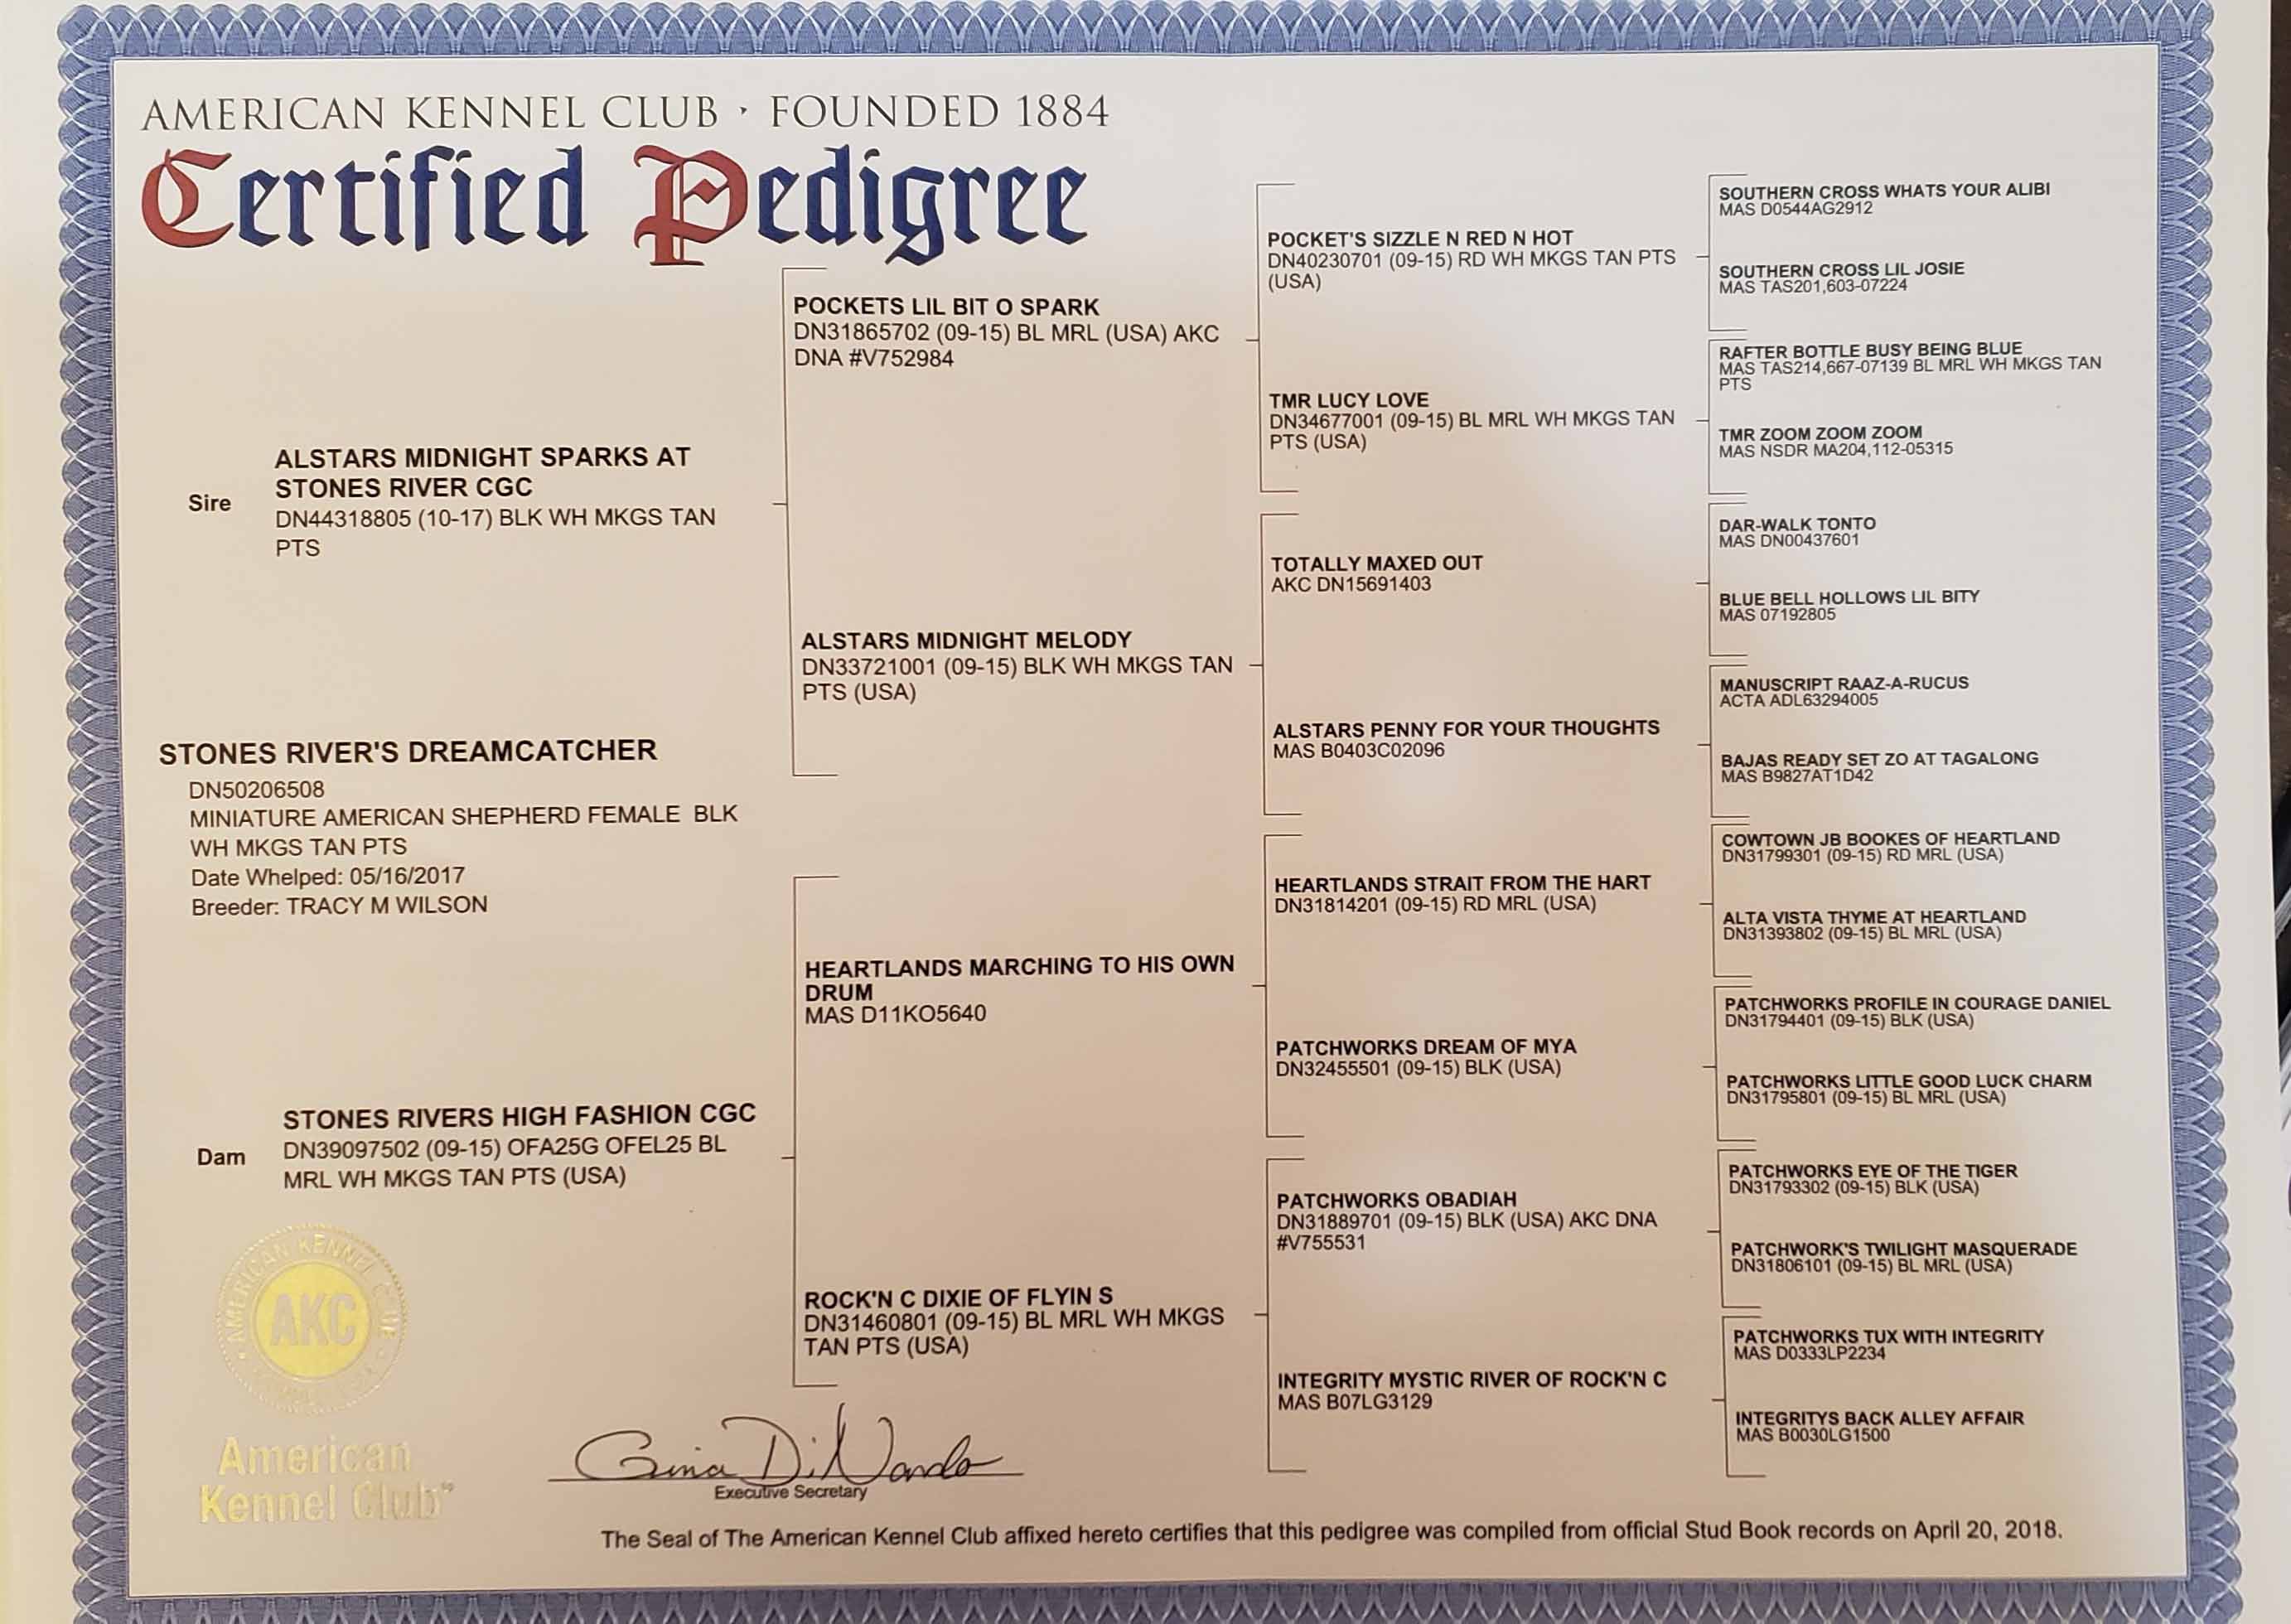 AMERICAN KENNEL CLUB · FOUNDED 1884
Certified Pedigree
Sire
ALSTARS MIDNIGHT SPARKS AT
STONES RIVER CGC
DN44318805 (10-17) BLK WH MKGS TAN
PTS
STONES RIVER'S DREAMCATCHER
DN50206508
MINIATURE AMERICAN SHEPHERD FEMALE BLK
WH MKGS TAN PTS
Date Whelped: 05/16/2017
Breeder: TRACY M WILSON
Dam
STONES RIVERS HIGH FASHION CGC
DN39097502 (09-15) OFA25G OFEL25 BL
MRL WH MKGS TAN PTS (USA)
POCKETS LIL BIT O SPARK
DN31865702 (09-15) BL MRL (USA) AKC
DNA #V752984
ALSTARS MIDNIGHT MELODY
DN33721001 (09-15) BLK WH MKGS TAN
PTS (USA)
HEARTLANDS MARCHING TO HIS OWN
DRUM
MAS D11KO5640
ROCK'N C DIXIE OF FLYIN S
DN31460801 (09-15) BL MRL WH MKGS
TAN PTS (USA)
POCKET'S SIZZLE N RED N HOT
DN40230701 (09-15) RD WH MKGS TAN PTS
(USA)
TMR LUCY LOVE
DN34677001 (09-15) BL MRL WH MKGS TAN
PTS (USA)
TOTALLY MAXED OUT
AKC DN15691403
ALSTARS PENNY FOR YOUR THOUGHTS
MAS B0403C02096
HEARTLANDS STRAIT FROM THE HART
DN31814201 (09-15) RD MRL (USA)
PATCHWORKS DREAM OF MYA
DN32455501 (09-15) BLK (USA)
PATCHWORKS OBADIAH
DN31889701 (09-15) BLK (USA) AKC DNA
#V755531
INTEGRITY MYSTIC RIVER OF ROCK'N C
MAS B07LG3129
SOUTHERN CROSS WHATS YOUR ALIBI
MAS D0544AG2912
SOUTHERN CROSS LIL JOSIE
MAS TAS201,603-07224
RAFTER BOTTLE BUSY BEING BLUE
MAS TAS214,667-07139 BL MRL WH MKGS TAN
PTS
TMR ZOOM ZOOM ZOOM
MAS NSDR MA204,112-05315
DAR-WALK TONTO
MAS DN00437601
BLUE BELL HOLLOWS LIL BITY
MAS 07192805
MANUSCRIPT RAAZ-A-RUCUS
ACTA ADL63294005
BAJAS READY SET ZO AT TAGALONG
MAS B9827AT1D42
COWTOWN JB BOOKES OF HEARTLAND
DN31799301 (09-15) RD MRL (USA)
ALTA VISTA THYME AT HEARTLAND
DN31393802 (09-15) BL MRL (USA)
PATCHWORKS PROFILE IN COURAGE DANIEL
DN31794401 (09-15) BLK (USA)
PATCHWORKS LITTLE GOOD LUCK CHARM
DN31795801 (09-15) BL MRL (USA)
PATCHWORKS EYE OF THE TIGER
DN31793302 (09-15) BLK (USA)
PATCHWORK'S TWILIGHT MASQUERADE
DN31806101 (09-15) BL MRL (USA)
PATCHWORKS TUX WITH INTEGRITY
MAS D0333LP2234
INTEGRITYS BACK ALLEY AFFAIR
MAS B0030LG1500
AMERICAN KENNEL CLUB
AKC
American
Kennel Club
Gina DiNardo
Executive Secretary
The Seal of The American Kennel Club affixed hereto certifies that this pedigree was compiled from official Stud Book records on April 20, 2018.